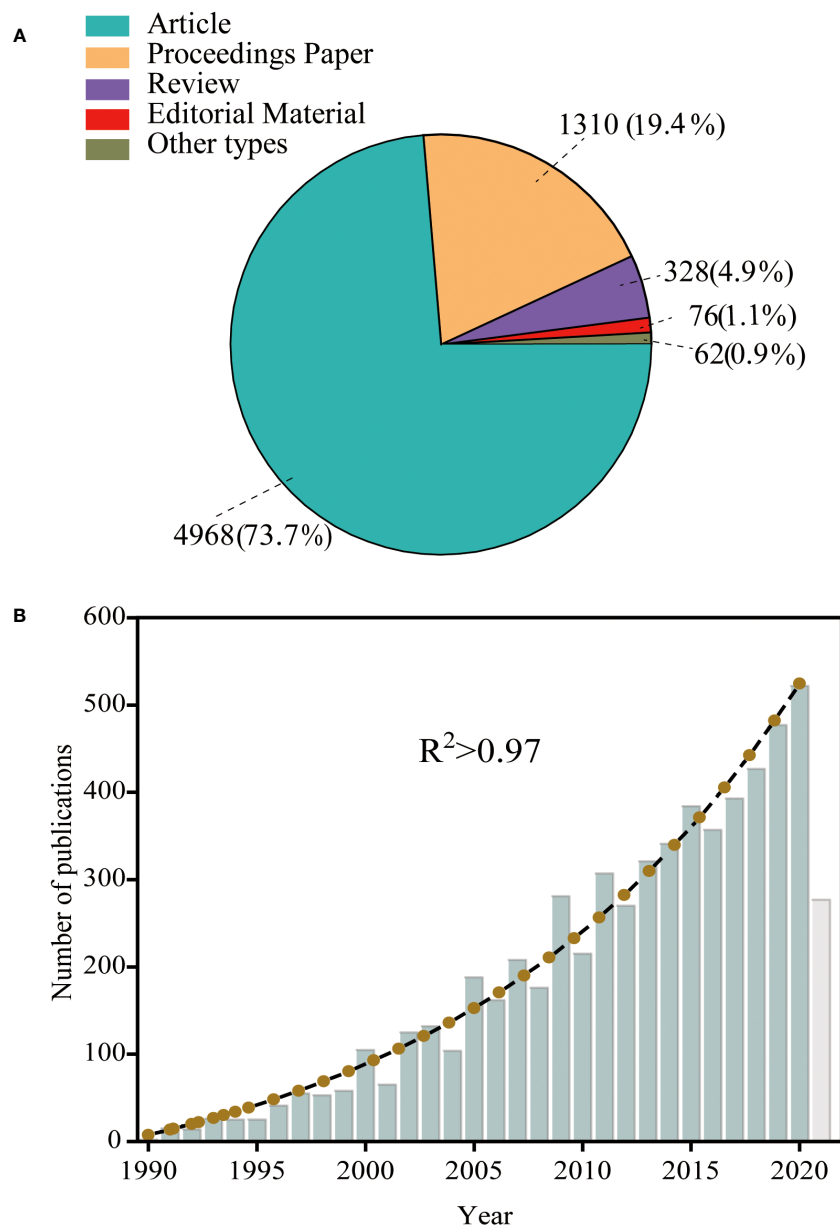 A
Article
Proceedings Paper
Review
Editorial Material
Other types
1310 (19.4%)
328(4.9%)
76(1.1%)
62(0.9%)
4968(73.7%)
B
600
500
400
300
200
100
0
Number of publications
R²>0.97
1990 1995 2000 2005 2010 2015 2020
Year